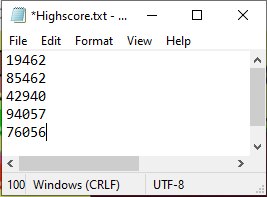 *Highscore.txt - ...
File Edit Format View Help
19462
85462
42940
94057
76056
100 Windows (CRLF) UTF-8